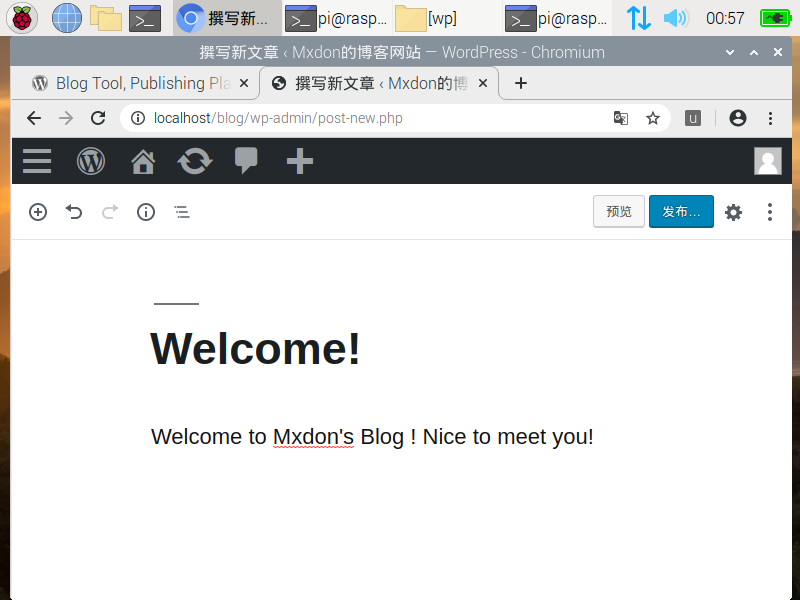 撰写新... pi@rasp... [wp] pi@rasp... 00:57
撰写新文章 ‹ Mxdon的博客网站 — WordPress - Chromium
Blog Tool, Publishing Pla 撰写新文章 ‹ Mxdon的博
localhost/blog/wp-admin/post-new.php
预览 发布...
Welcome!
Welcome to Mxdon's Blog ! Nice to meet you!